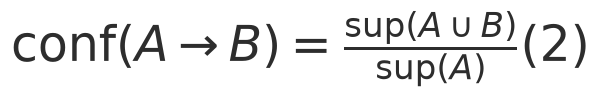 conf(A → B) = sup(A ∪ B) / sup(A) (2)